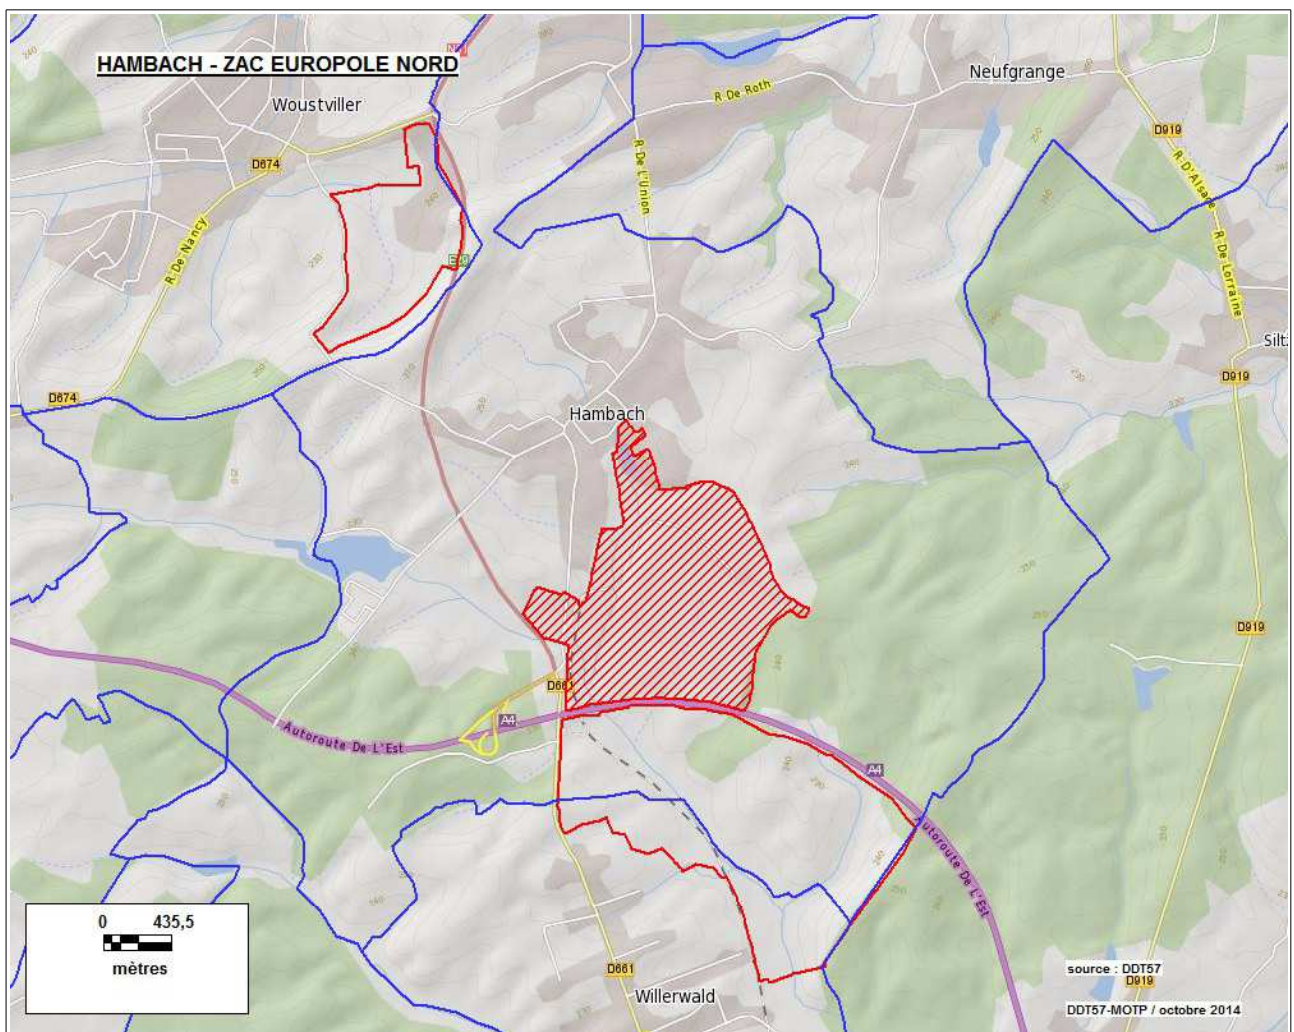 HAMBACH - ZAC EUROPOLE NORD
Woustviller
Neufgrange
R De Roth
D919
D674
R De L'Union
R D'Alsace
R De Nancy
R De Lorraine
D674
D919
Hambach
D919
D661
A4
Autoroute De L'Est
A4
Autoroute De L'Est
0 435,5
mètres
D661
Willerwald
source : DDT57
D919
DDT57-MOTP / octobre 2014